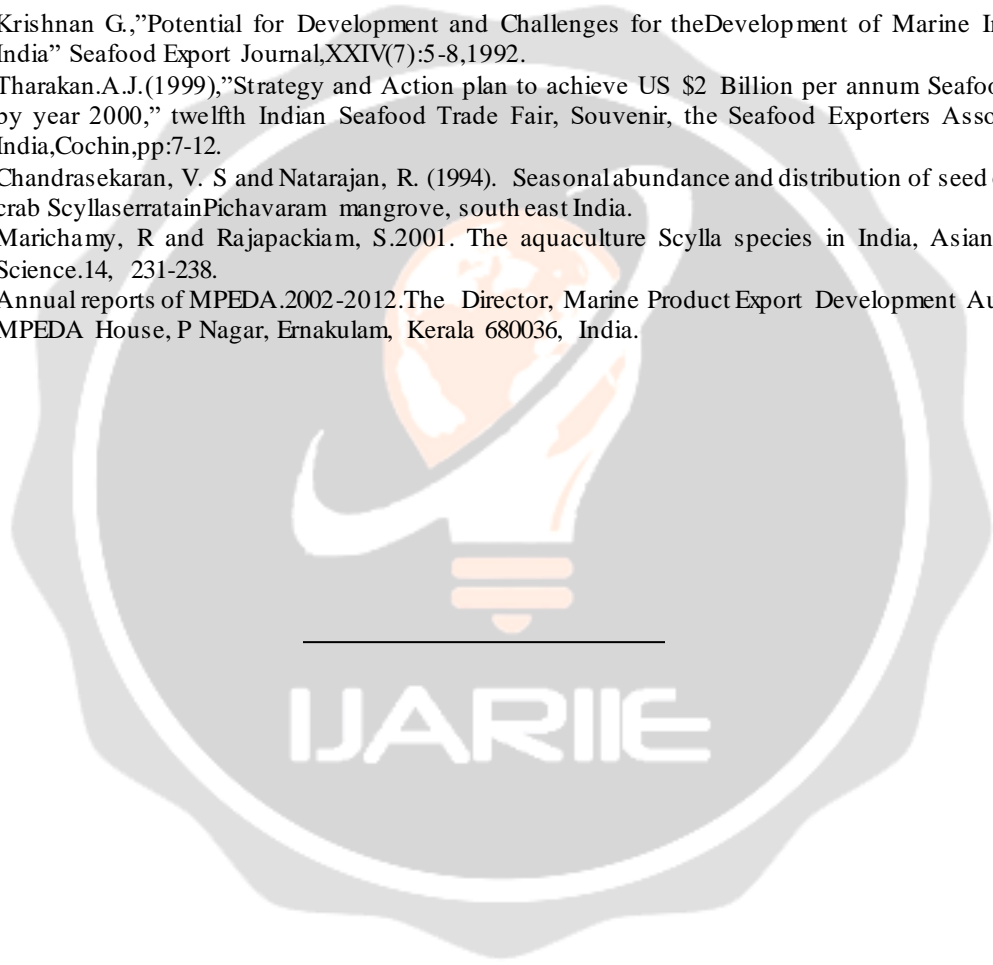 Krishnan G.,”Potential for Development and Challenges for theDevelopment of Marine In
India” Seafood Export Journal,XXIV(7):5-8,1992.
Tharakan.A.J.(1999),”Strategy and Action plan to achieve US $2 Billion per annum Seafoo
by year 2000,” twelfth Indian Seafood Trade Fair, Souvenir, the Seafood Exporters Asso
India,Cochin,pp:7-12.
Chandrasekaran, V. S and Natarajan, R. (1994). Seasonal abundance and distribution of seed
crab ScyllaserratainPichavaram mangrove, south east India.
Marichamy, R and Rajapackiam, S.2001. The aquaculture Scylla species in India, Asian
Science.14, 231-238.
Annual reports of MPEDA.2002-2012.The Director, Marine Product Export Development Au
MPEDA House, P Nagar, Ernakulam, Kerala 680036, India.
IJARIIE